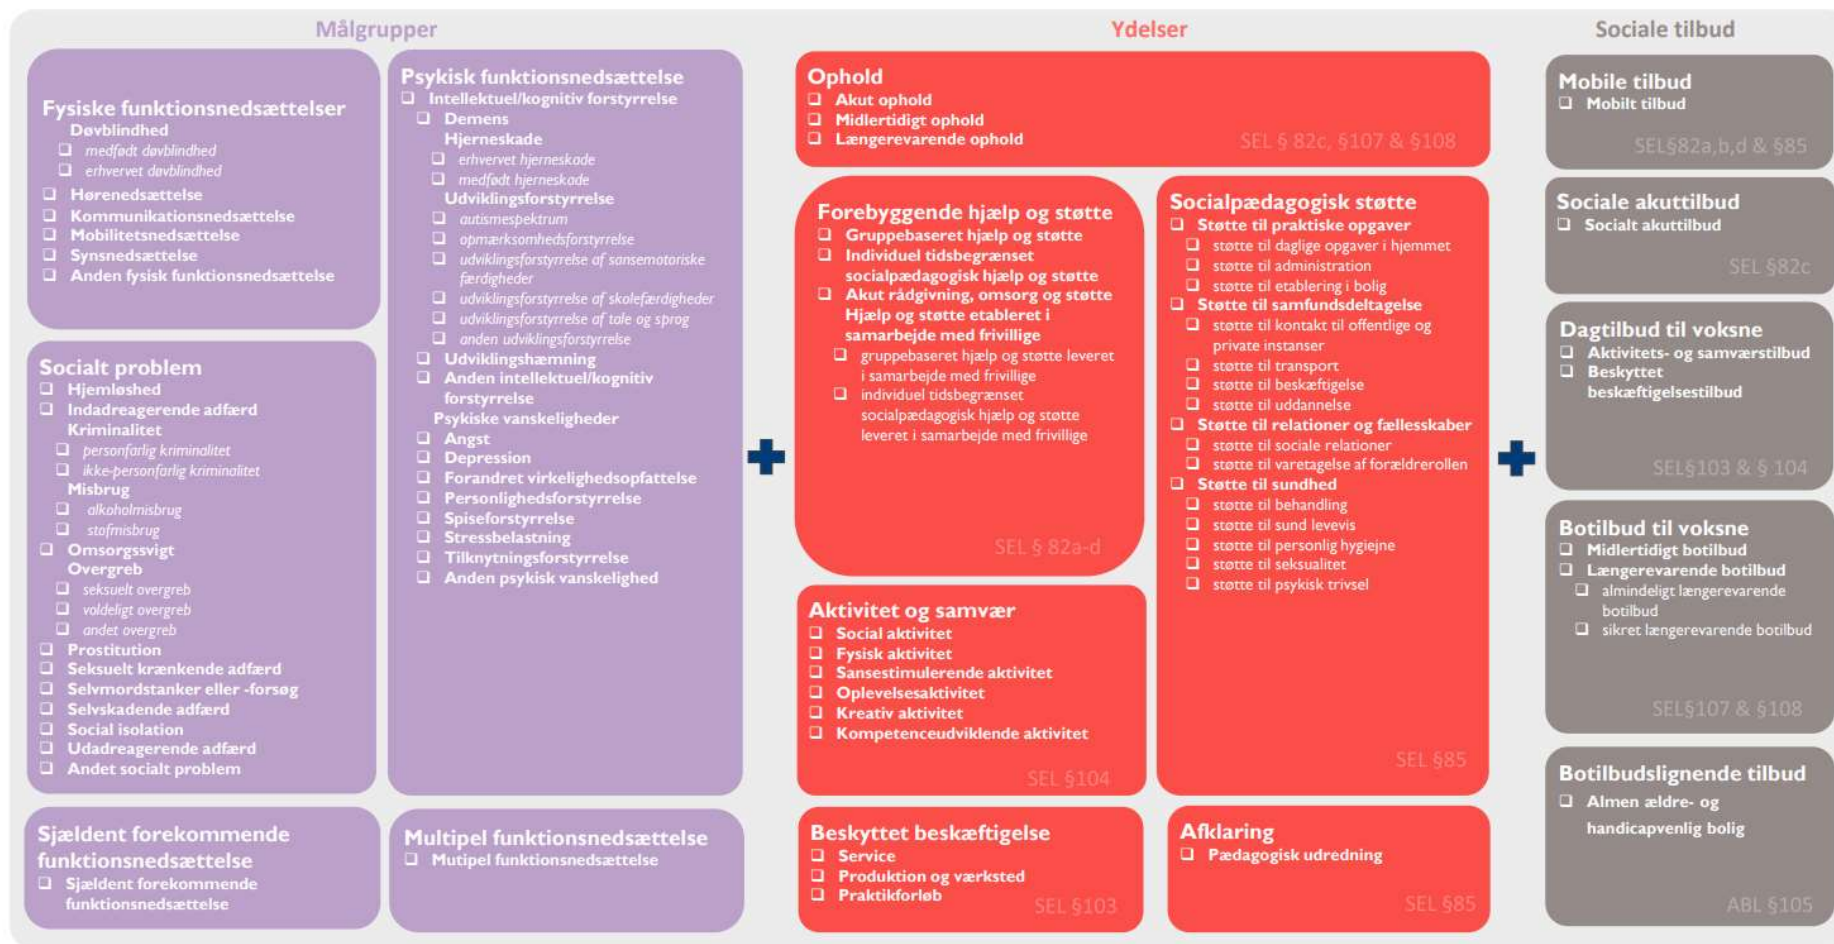 Målgrupper
Fysiske funktionsnedsættelser
Døvblindhed
medfødt døvblindhed
erhvervet døvblindhed
Hørenedsættelse
Kommunikationsnedsættelse
Mobilitetsnedsættelse
Synsnedsættelse
Anden fysisk funktionsnedsættelse
Socialt problem
Hjemløshed
Indadreagerende adfærd
Kriminalitet
personfarlig kriminalitet
ikke-personfarlig kriminalitet
Misbrug
alkoholmisbrug
stofmisbrug
Omsorgssvigt
Overgreb
seksuelt overgreb
voldeligt overgreb
andet overgreb
Prostitution
Seksuelt krænkende adfærd
Selvmordstanker eller -forsøg
Selvskadende adfærd
Social isolation
Udadreagerende adfærd
Andet socialt problem
Sjældent forekommende
funktionsnedsættelse
Sjældent forekommende
funktionsnedsættelse
Psykisk funktionsnedsættelse
Intellektuel/kognitiv forstyrrelse
Demens
Hjerneskade
erhvervet hjerneskade
medfødt hjerneskade
Udviklingsforstyrrelse
autismespektrum
opmærksomhedsforstyrrelse
udviklingsforstyrrelse af sansemotoriske
færdigheder
udviklingsforstyrrelse af skolefærdigheder
udviklingsforstyrrelse af tale og sprog
anden udviklingsforstyrrelse
Udviklingshæmning
Anden intellektuel/kognitiv
forstyrrelse
Psykiske vanskeligheder
Angst
Depression
Forandret virkelighedsopfattelse
Personlighedsforstyrrelse
Spiseforstyrrelse
Stressbelastning
Tilknytningsforstyrrelse
Anden psykisk vanskelighed
Multipel funktionsnedsættelse
Mutipel funktionsnedsættelse
Ydelser
Ophold
Akut ophold
Midlertidigt ophold
Længerevarende ophold
SEL § 82c, §107 & §108
Forebyggende hjælp og støtte
Gruppebaseret hjælp og støtte
Individuel tidsbegrænset
socialpædagogisk hjælp og støtte
Akut rådgivning, omsorg og støtte
Hjælp og støtte etableret i
samarbejde med frivillige
gruppebaseret hjælp og støtte leveret
i samarbejde med frivillige
individuel tidsbegrænset
socialpædagogisk hjælp og støtte
leveret i samarbejde med frivillige
SEL § 82a-d
Aktivitet og samvær
Social aktivitet
Fysisk aktivitet
Sansestimulerende aktivitet
Oplevelsesaktivitet
Kreativ aktivitet
Kompetenceudviklende aktivitet
SEL §104
Beskyttet beskæftigelse
Service
Produktion og værksted
Praktikforløb
SEL §103
Socialpædagogisk støtte
Støtte til praktiske opgaver
støtte til daglige opgaver i hjemmet
støtte til administration
støtte til etablering i bolig
Støtte til samfundsdeltagelse
støtte til kontakt til offentlige og
private instanser
støtte til transport
støtte til beskæftigelse
støtte til uddannelse
Støtte til relationer og fællesskaber
støtte til sociale relationer
støtte til varetagelse af forældrerollen
Støtte til sundhed
støtte til behandling
støtte til sund levevis
støtte til personlig hygiejne
støtte til seksualitet
støtte til psykisk trivsel
SEL §85
Afklaring
Pædagogisk udredning
SEL §85
Sociale tilbud
Mobile tilbud
Mobilt tilbud
SEL§82a,b,d & §85
Sociale akuttilbud
Socialt akuttilbud
SEL §82c
Dagtilbud til voksne
Aktivitets- og samværstilbud
Beskyttet
beskæftigelsestilbud
SEL§103 & § 104
Botilbud til voksne
Midlertidigt botilbud
Længerevarende botilbud
almindeligt længerevarende
botilbud
sikret længerevarende botilbud
SEL§107 & §108
Botilbudslignende tilbud
Almen ældre- og
handicapvenlig bolig
ABL §105